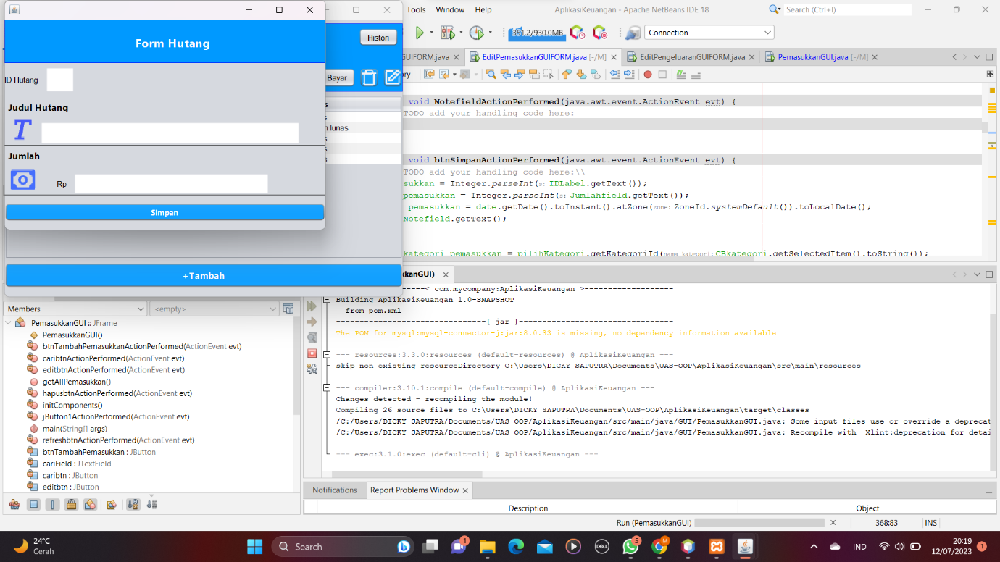 Form Hutang
ID Hutang
Judul Hutang
Jumlah
Rp
Simpan
Histori
Bayar
s
s
n lunas
s
s
s
+Tambah
Tools Window Help
AplikasiKeuangan - Apache NetBeans IDE 18
Search (Ctrl+I)
351.2/930.0MB
Connection
GUIFORM.java
EditPemasukkanGUIFORM.java [-/M]
EditPengeluaranGUIFORM.java
PemasukkanGUI.java [-/M]
ry
void NotefieldActionPerformed(java.awt.event.ActionEvent evt) {
TODO add your handling code here:
void btnSimpanActionPerformed(java.awt.event.ActionEvent evt) {
TODO add your handling code here:\\
sukkan = Integer.parseInt(s: IDLabel.getText());
pemasukkan = Integer.parseInt(s: Jumlahfield.getText());
_pemasukkan = date.getDate().toInstant().atZone(zone: ZoneId.systemDefault()).toLocalDate();
Notefield.getText();
kategori_pemasukkan = pilihKategori.getKategoriId(nama_kategori: CBkategori.getSelectedItem().toString());
kkanGUI)
------< com.mycompany:AplikasiKeuangan >-------------------
Building AplikasiKeuangan 1.0-SNAPSHOT
from pom.xml
--------------------------------[ jar ]---------------------------------
The POM for mysql:mysql-connector-j:jar:8.0.33 is missing, no dependency information available
--- resources:3.3.0:resources (default-resources) @ AplikasiKeuangan ---
skip non existing resourceDirectory C:\Users\DICKY SAPUTRA\Documents\UAS-OOP\AplikasiKeuangan\src\main\resources
--- compiler:3.10.1:compile (default-compile) @ AplikasiKeuangan ---
Changes detected - recompiling the module!
Compiling 26 source files to C:\Users\DICKY SAPUTRA\Documents\UAS-OOP\AplikasiKeuangan\target\classes
/C:/Users/DICKY SAPUTRA/Documents/UAS-OOP/AplikasiKeuangan/src/main/java/GUI/PemasukkanGUI.java: Some input files use or override a deprecat
/C:/Users/DICKY SAPUTRA/Documents/UAS-OOP/AplikasiKeuangan/src/main/java/GUI/PemasukkanGUI.java: Recompile with -Xlint:deprecation for detai
--- exec:3.1.0:exec (default-cli) @ AplikasiKeuangan ---
Members
<empty>
PemasukkanGUI :: JFrame
PemasukkanGUI()
btnTambahPemasukkanActionPerformed(ActionEvent evt)
caribtnActionPerformed(ActionEvent evt)
editbtnActionPerformed(ActionEvent evt)
getAllPemasukkan()
hapusbtnActionPerformed(ActionEvent evt)
initComponents()
jButton1ActionPerformed(ActionEvent evt)
main(String[] args)
refreshbtnActionPerformed(ActionEvent evt)
btnTambahPemasukkan : JButton
cariField : JTextField
caribtn : JButton
editbtn : JButton
Notifications
Report Problems Window
Description
Object
Run (PemasukkanGUI)
368:83
INS
24°C
Cerah
Search
1
DELL
5
M
IND
20:19
12/07/2023
1